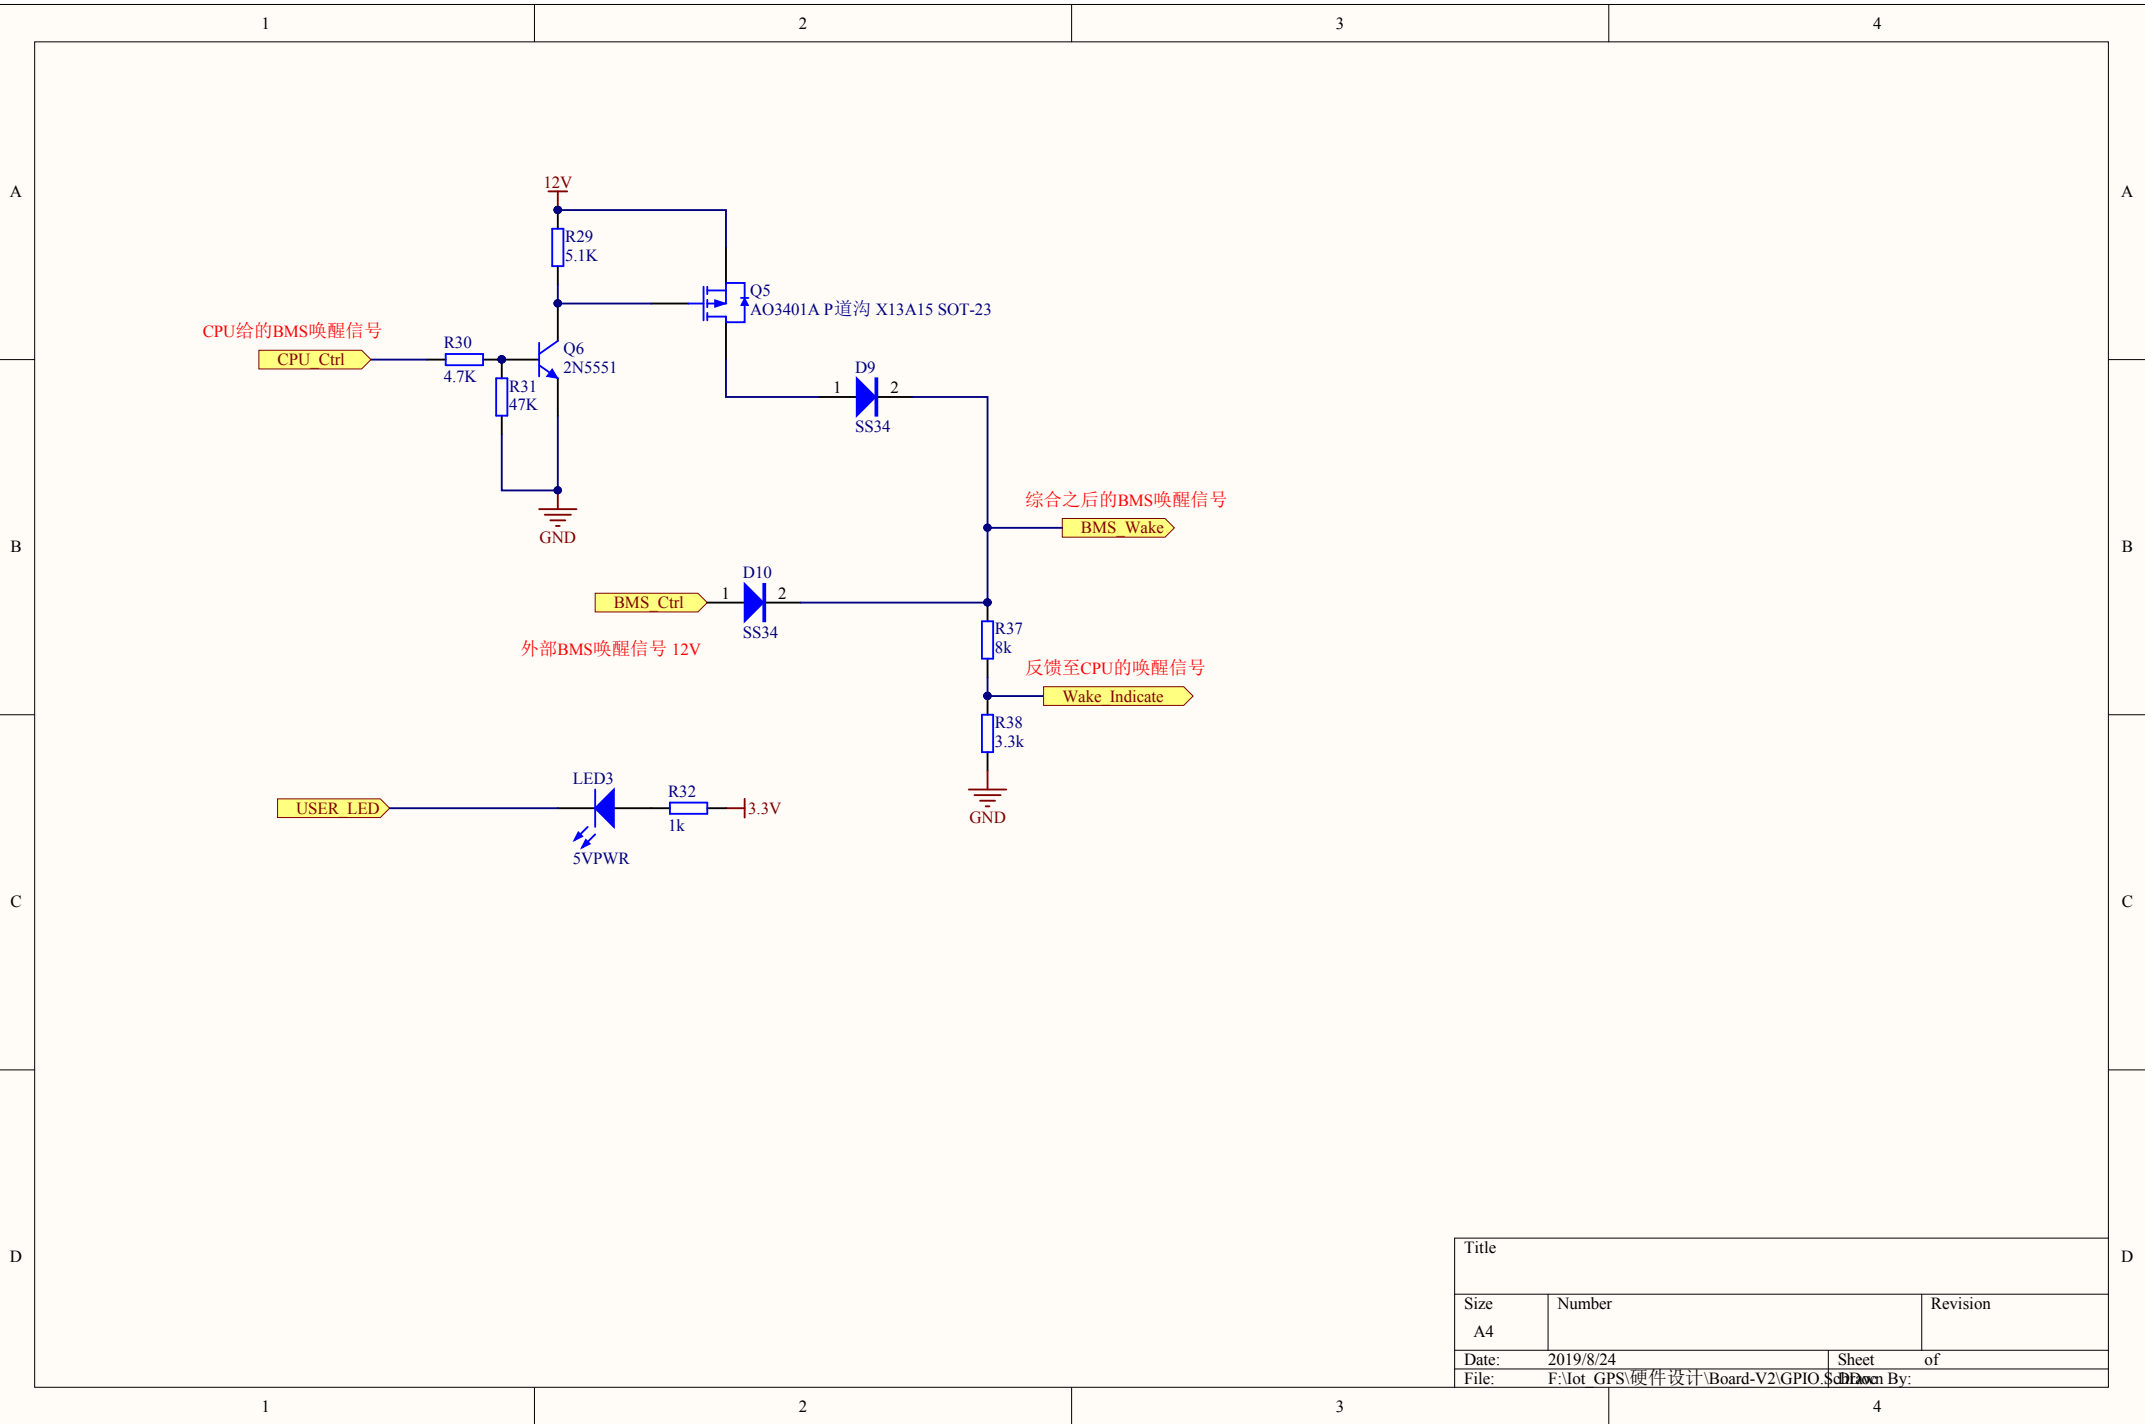 1 2 3 4
A A
12V
R29
5.1K
Q5
AO3401A P道沟 X13A15 SOT-23
CPU给的BMS唤醒信号
CPU_Ctrl
R30
4.7K
Q6
2N5551
R31
47K
D9
1 2
SS34
GND
综合之后的BMS唤醒信号
BMS_Wake
B B
D10
BMS_Ctrl
1 2
SS34
外部BMS唤醒信号 12V
R37
8k
反馈至CPU的唤醒信号
Wake_Indicate
R38
3.3k
GND
LED3
USER_LED
R32
1k
3.3V
5VPWR
C C
D D
Title
Size Number Revision
A4
Date: 2019/8/24 Sheet of
File: F:\Iot_GPS\硬件设计\Board-V2\GPIO.SchDoc Drawn By:
1 2 3 4